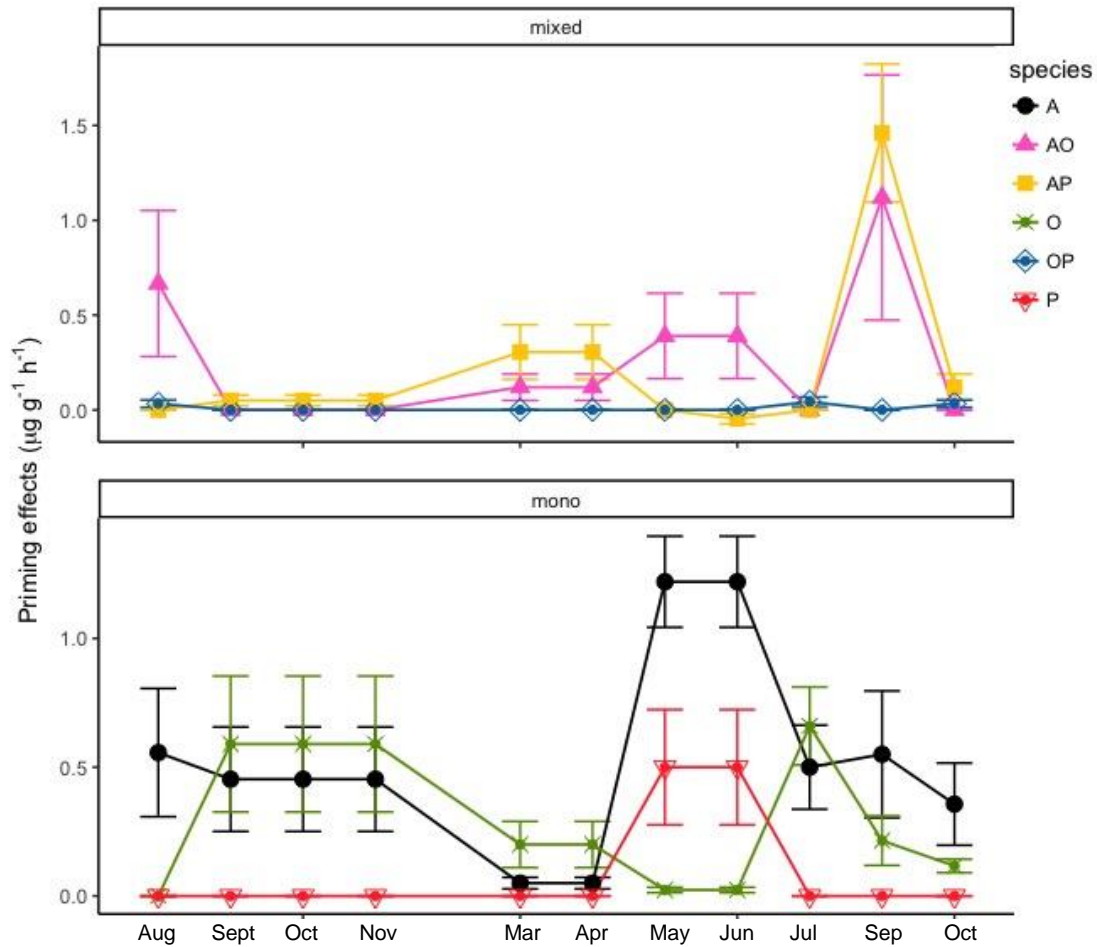 mixed
species
A
AO
AP
O
OP
P
1.5
1.0
0.5
0.0
Priming effects (µg g⁻¹ h⁻¹)
mono
1.0
0.5
0.0
Aug Sept Oct Nov Mar Apr May Jun Jul Sep Oct